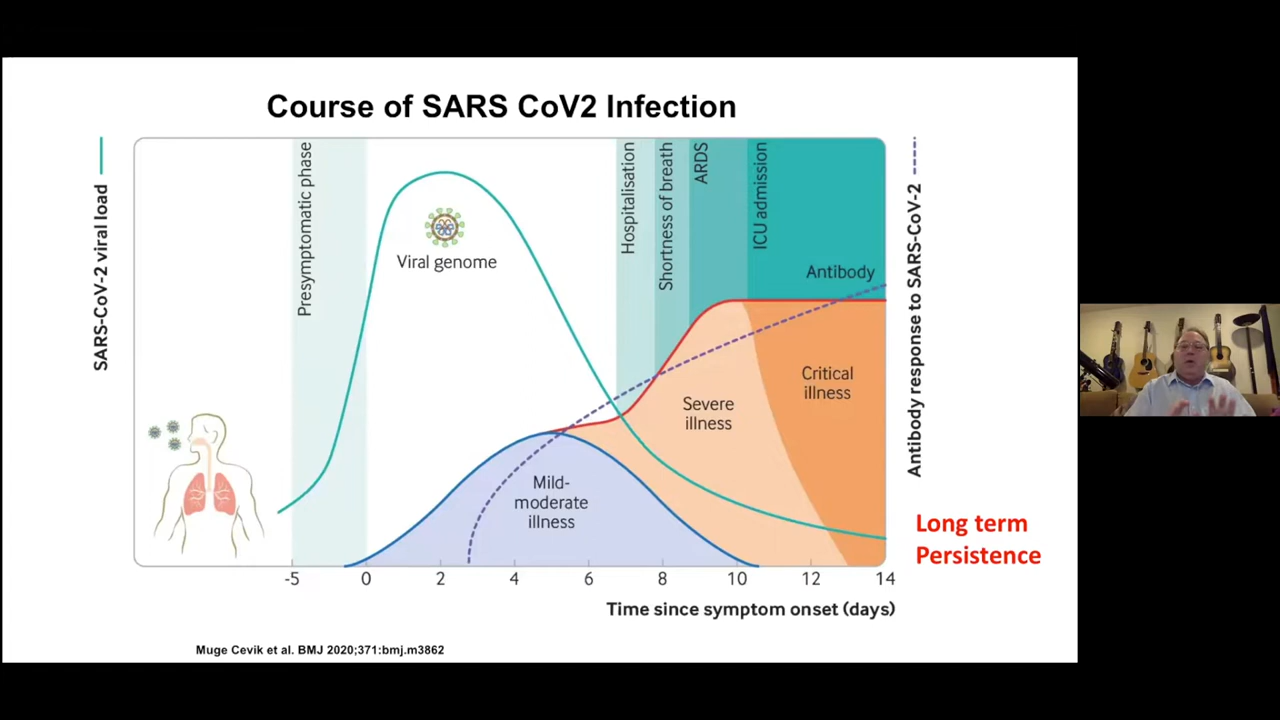 Course of SARS CoV2 Infection
SARS-CoV-2 viral load
Presymptomatic phase
Viral genome
Hospitalisation
Shortness of breath
ARDS
ICU admission
Antibody
Antibody response to SARS-CoV-2
Mild-
moderate
illness
Severe
illness
Critical
illness
Long term
Persistence
-5 0 2 4 6 8 10 12 14
Time since symptom onset (days)
Muge Cevik et al. BMJ 2020;371:bmj.m3862